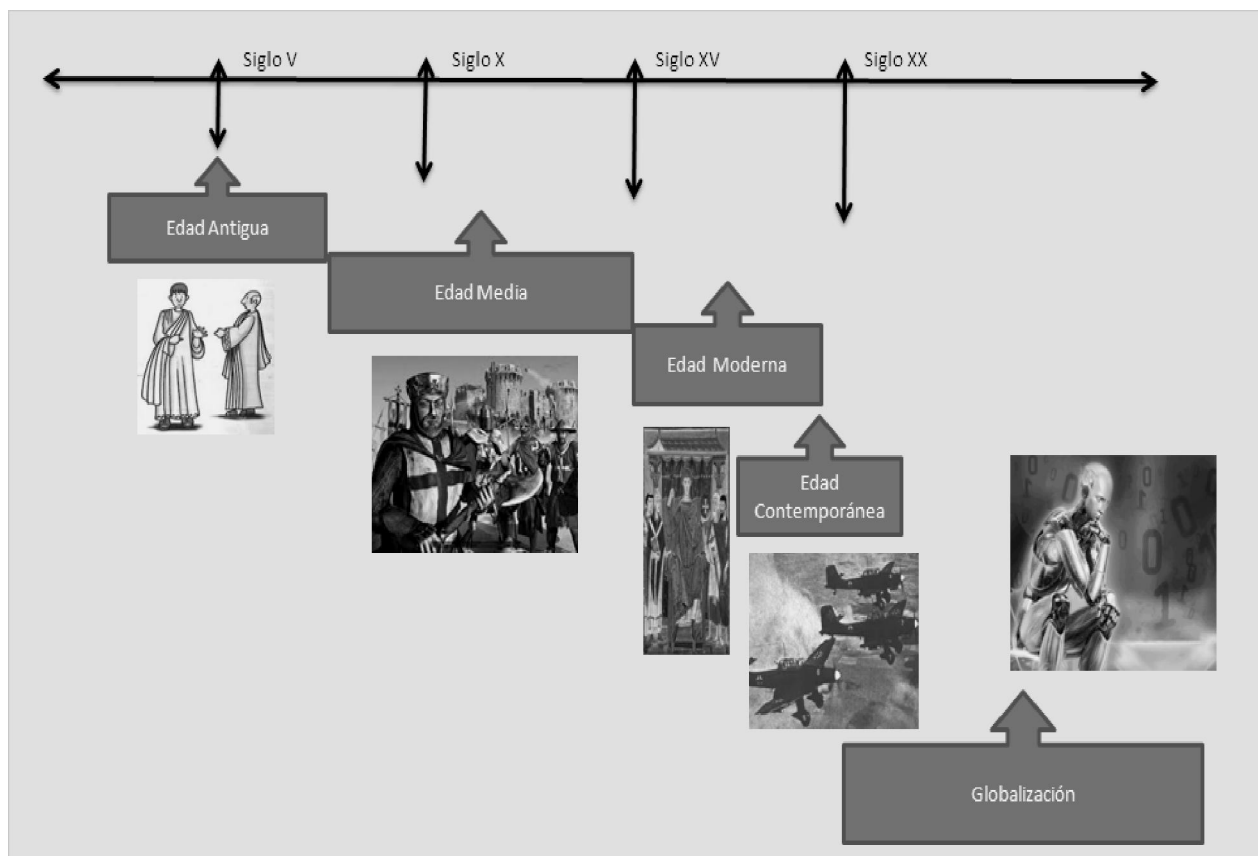 Siglo V
Siglo X
Siglo XV
Siglo XX
Edad Antigua
Edad Media
Edad Moderna
Edad
Contemporánea
Globalización